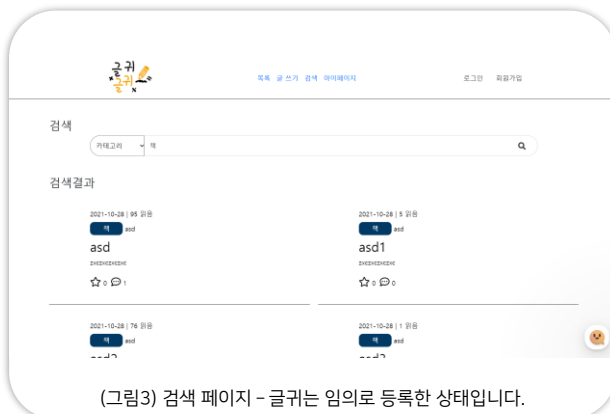 글귀
글귀
목록 글 쓰기 검색 마이페이지
로그인 회원가입
검색
카테고리 책
검색결과
2021-10-28 | 95 읽음
책 asd
asd
ㅁㄴㅇㅁㄴㅇㅁㄴㅇ
0 1
2021-10-28 | 5 읽음
책 asd
asd1
0 0
2021-10-28 | 76 읽음
책 asd
asd2
2021-10-28 | 1 읽음
책 asd
asd3
(그림3) 검색 페이지 – 글귀는 임의로 등록한 상태입니다.